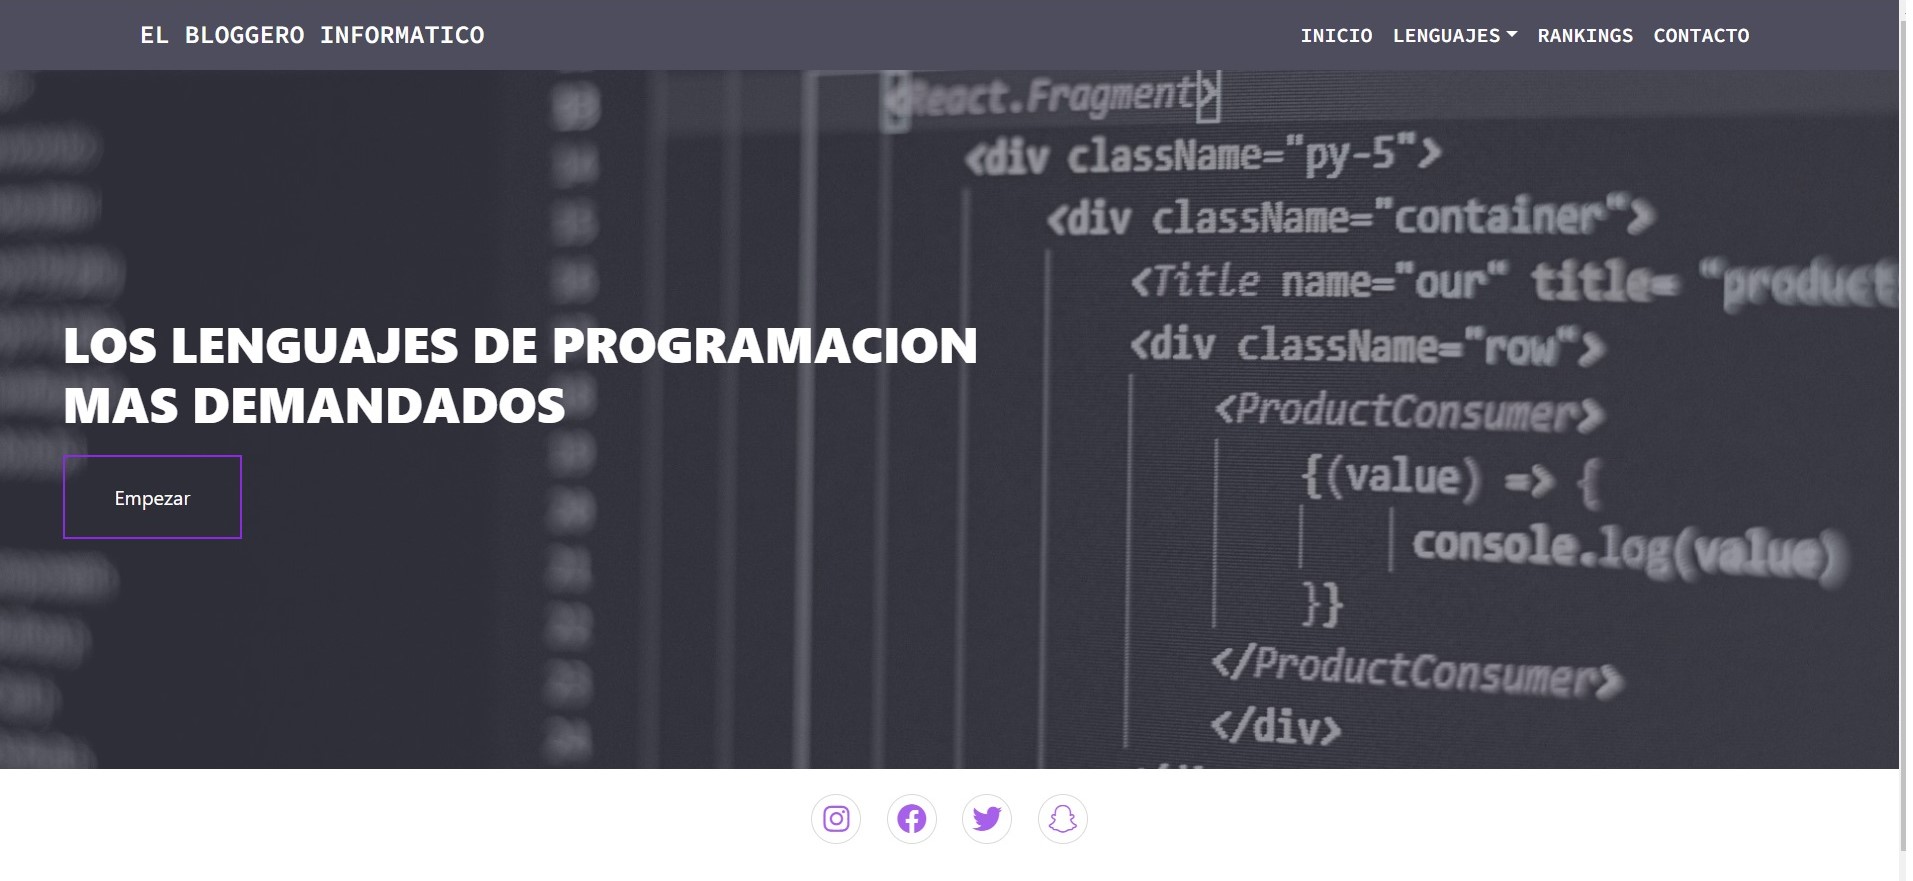 EL BLOGGERO INFORMATICO
INICIO LENGUAJES RANKINGS CONTACTO
<React.Fragment>
<div className="py-5">
<div className="container">
<Title name="our" title= "product
<div className="row">
LOS LENGUAJES DE PROGRAMACION
MAS DEMANDADOS
<ProductConsumer>
{(value) => {
Empezar
console.log(value)
}}
</ProductConsumer>
</div>